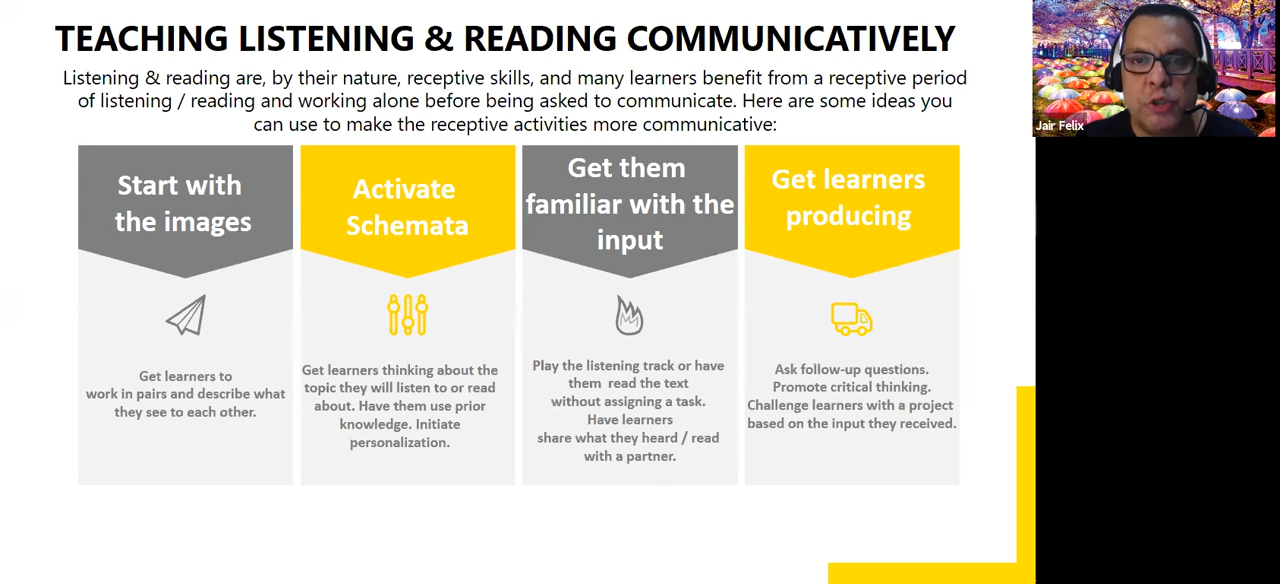 TEACHING LISTENING & READING COMMUNICATIVELY
Listening & reading are, by their nature, receptive skills, and many learners benefit from a receptive period
of listening / reading and working alone before being asked to communicate. Here are some ideas you
can use to make the receptive activities more communicative:
Start with
the images
Get learners to
work in pairs and describe what
they see to each other.
Activate
Schemata
Get learners thinking about the
topic they will listen to or read
about. Have them use prior
knowledge. Initiate
personalization.
Get them
familiar with the
input
Play the listening track or have
them read the text
without assigning a task.
Have learners
share what they heard / read
with a partner.
Get learners
producing
Ask follow-up questions.
Promote critical thinking.
Challenge learners with a project
based on the input they received.
Jair Felix